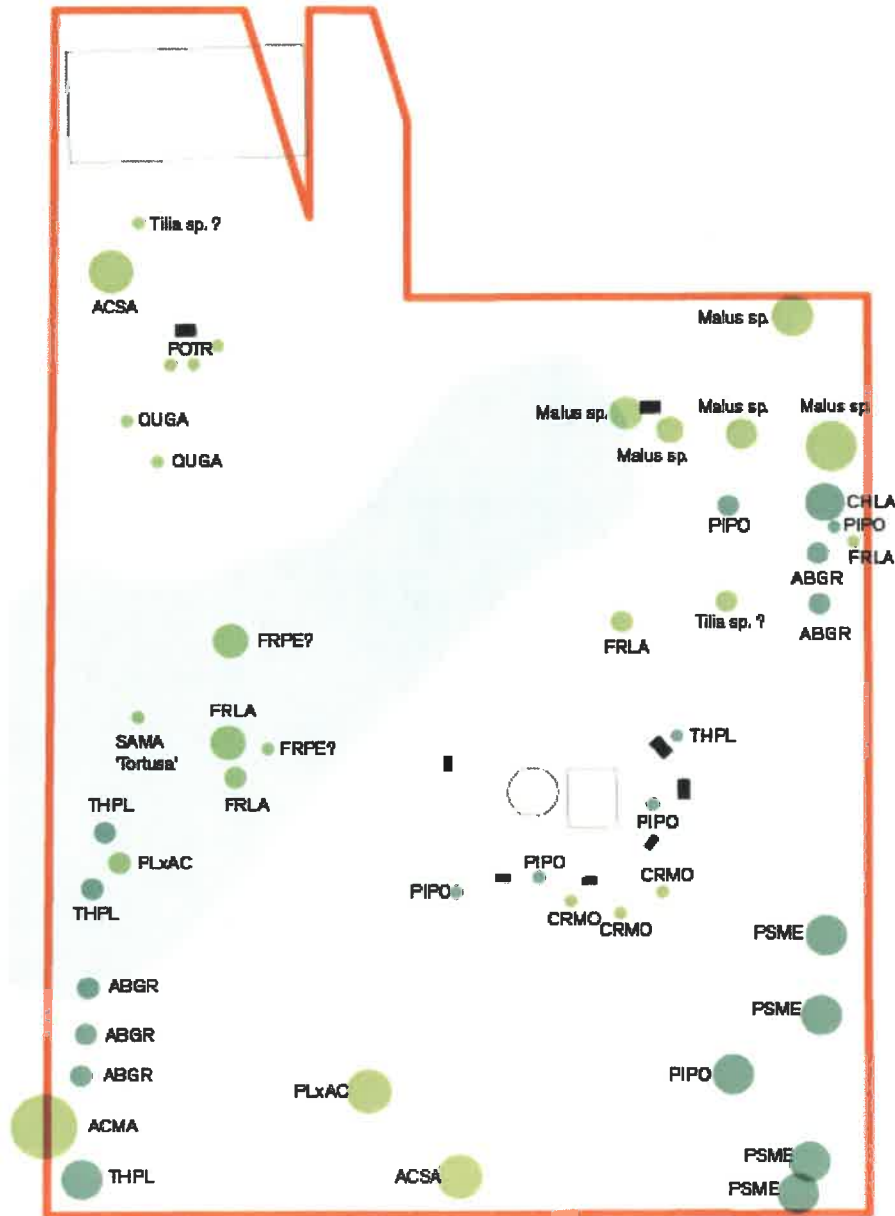 Tilia sp. ?
ACSA
Malus sp.
POTR
Malus sp.
Malus sp.
Malus sp.
QUGA
Malus sp.
QUGA
CHLA
PIPO
PIPO
FRLA
ABGR
Tilia sp. ?
ABGR
FRPE?
FRLA
FRLA
SAMA
'Tortusa'
FRPE?
THPL
THPL
FRLA
PIPO
PLxAC
PIPO
CRMO
THPL
PIPO
CRMO
CRMO
PSME
ABGR
PSME
ABGR
ABGR
PIPO
PLxAC
ACMA
PSME
THPL
ACSA
PSME